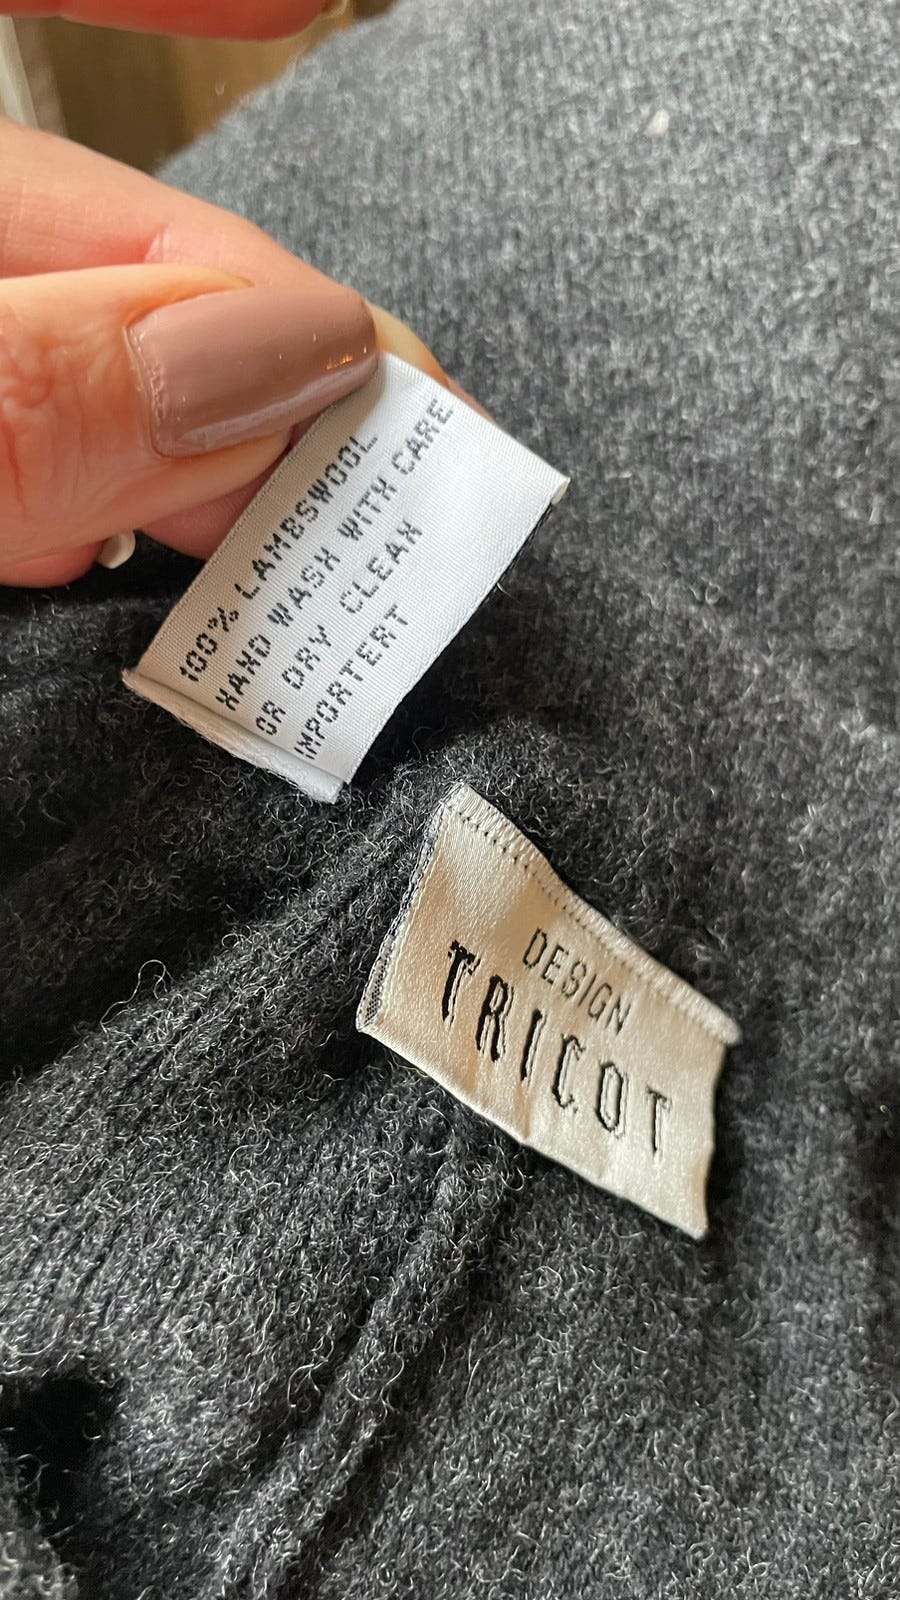 100% LAMBSWOOL
HAND WASH WITH CARE
OR DRY CLEAN
IMPORTERT
DESIGN
TRICOT